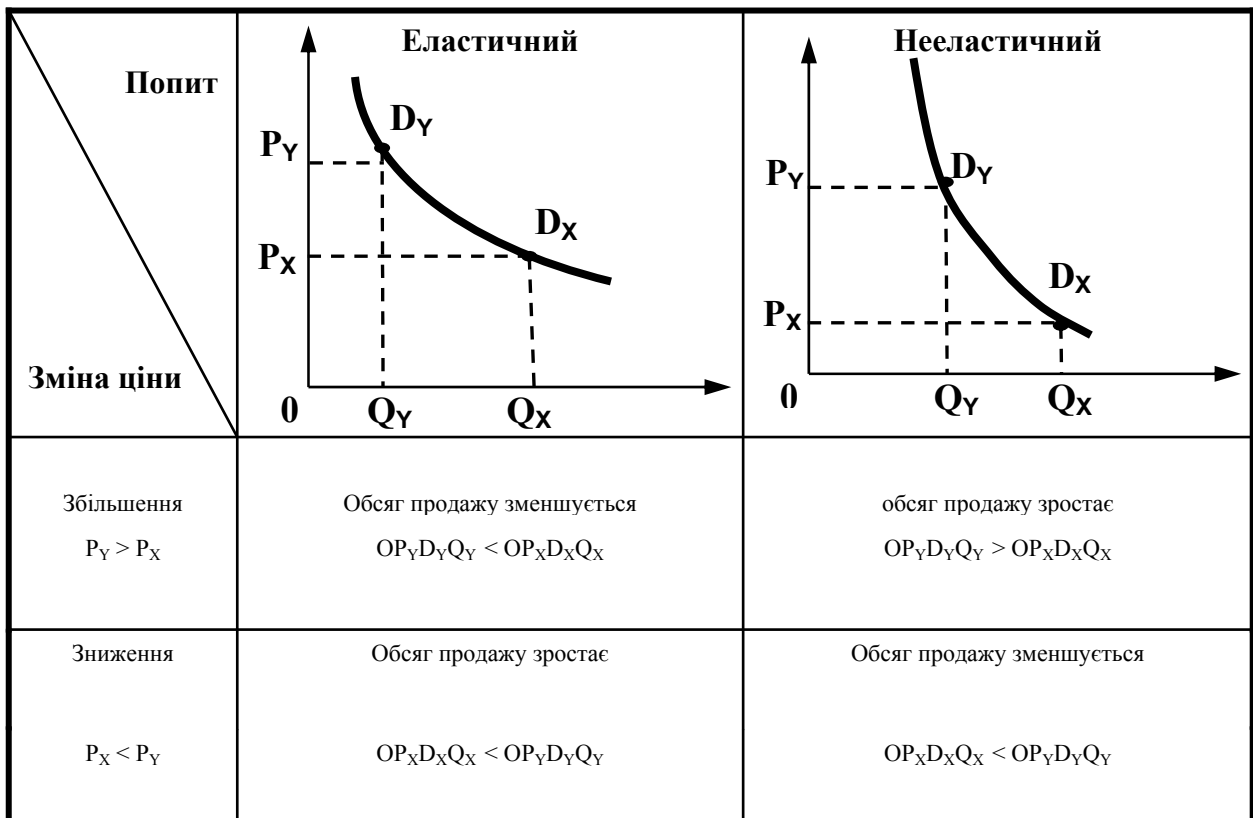 Попит
Зміна ціни
Еластичний
DY
PY
DX
PX
0 QY QX
Нееластичний
PY DY
DX
PX
0 QY QX
Збільшення
PY > PX
Обсяг продажу зменшується
OPYDYQY < OPXDXQX
обсяг продажу зростає
OPYDYQY > OPXDXQX
Зниження
PX < PY
Обсяг продажу зростає
OPXDXQX < OPYDYQY
Обсяг продажу зменшується
OPXDXQX < OPYDYQY